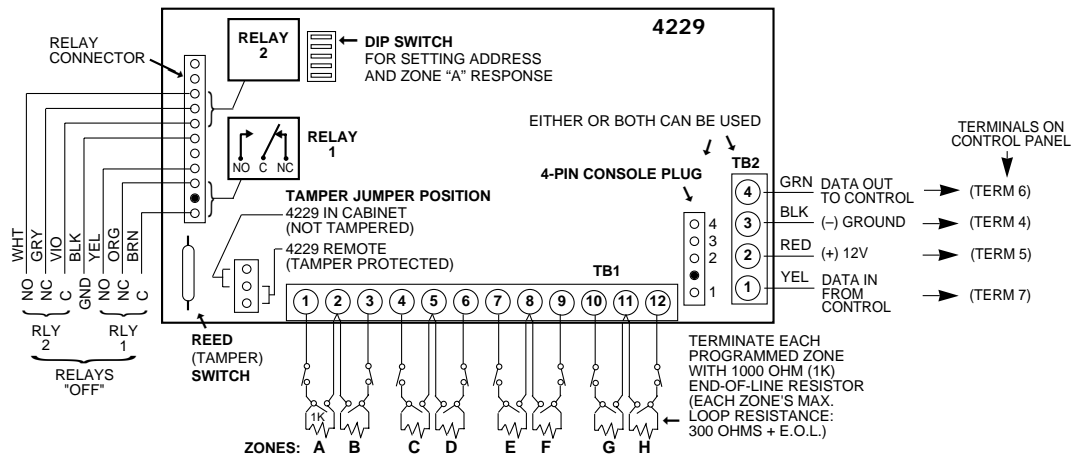 4229
RELAY
CONNECTOR
RELAY
2
DIP SWITCH
FOR SETTING ADDRESS
AND ZONE “A” RESPONSE
NO C NC
RELAY
1
EITHER OR BOTH CAN BE USED
TERMINALS ON
CONTROL PANEL
4-PIN CONSOLE PLUG
4
3
2
1
TB2
4 GRN DATA OUT TO CONTROL (TERM 6)
3 BLK (–) GROUND (TERM 4)
2 RED (+) 12V (TERM 5)
1 YEL DATA IN FROM CONTROL (TERM 7)
TAMPER JUMPER POSITION
4229 IN CABINET
(NOT TAMPERED)
4229 REMOTE
(TAMPER PROTECTED)
WHT GRY VIO BLK YEL ORG BRN
NO NC C GND NO NC C
RLY
2
RLY
1
RELAYS
"OFF"
REED
(TAMPER)
SWITCH
TB1
1 2 3 4 5 6 7 8 9 10 11 12
1K
ZONES: A B C D E F G H
TERMINATE EACH
PROGRAMMED ZONE
WITH 1000 OHM (1K)
END-OF-LINE RESISTOR
(EACH ZONE'S MAX.
LOOP RESISTANCE:
300 OHMS + E.O.L.)